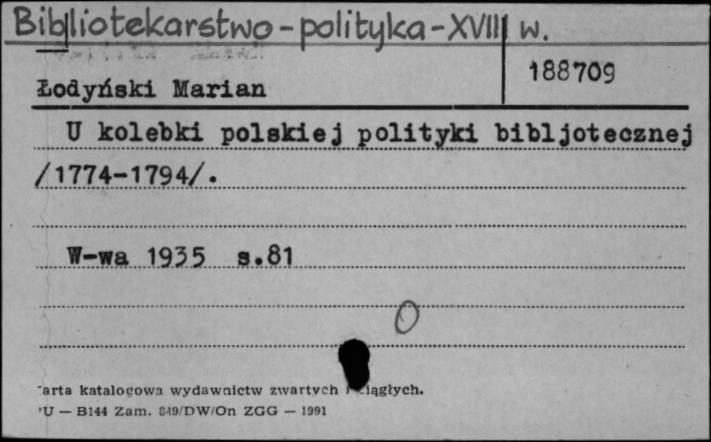 Bibliotekarstwo-polityka-XVIII w.
188709
Łodyński Marian
U kolebki polskiej polityki bibljotecznej
/1774-1794/.
W-wa 1935 s.81
O
arta katalogowa wydawnictw zwartych i ciągłych.
U — B144 Zam. 849/DW/On ZGG — 1991